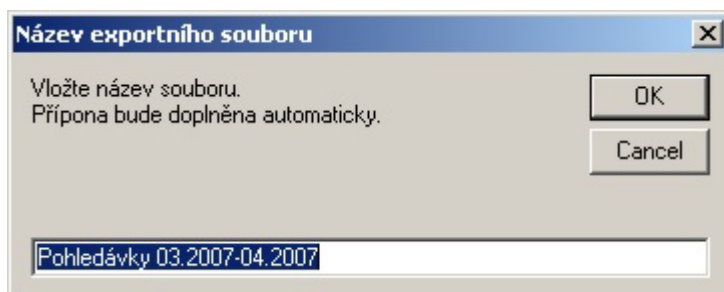 Název exportního souboru
Vložte název souboru.
Přípona bude doplněna automaticky.
OK
Cancel
Pohledávky 03.2007-04.2007